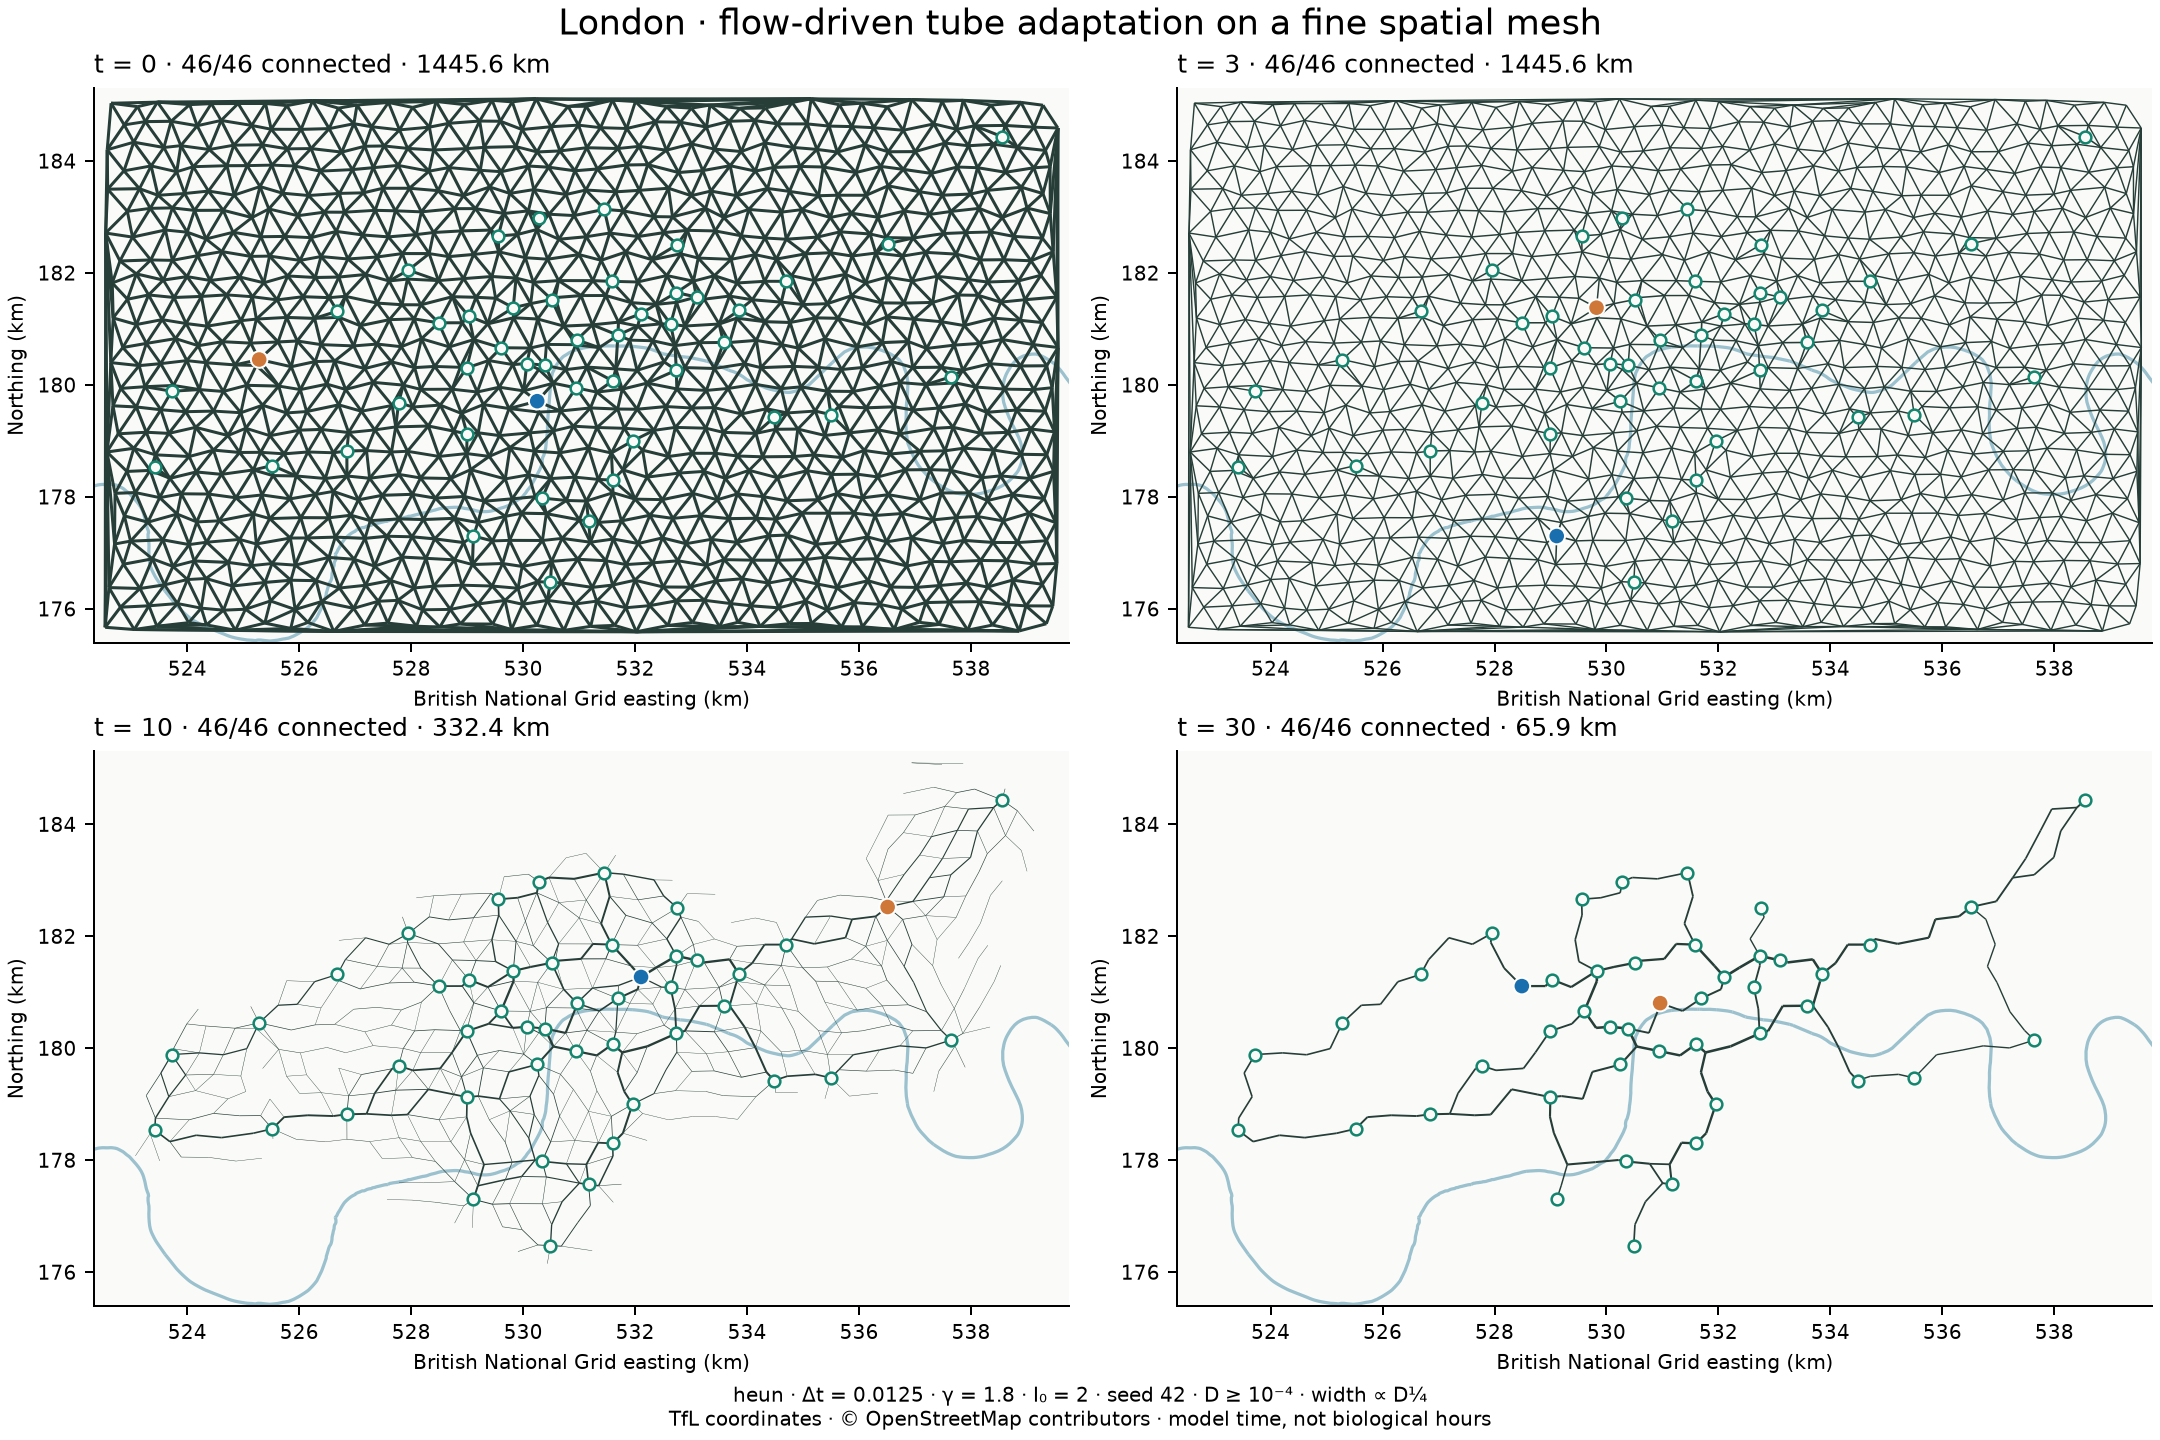 London · flow-driven tube adaptation on a fine spatial mesh
t = 0 · 46/46 connected · 1445.6 km
184
182
180
178
176
Northing (km)
524 526 528 530 532 534 536 538
British National Grid easting (km)
t = 3 · 46/46 connected · 1445.6 km
184
182
180
178
176
Northing (km)
524 526 528 530 532 534 536 538
British National Grid easting (km)
t = 10 · 46/46 connected · 332.4 km
184
182
180
178
176
Northing (km)
524 526 528 530 532 534 536 538
British National Grid easting (km)
t = 30 · 46/46 connected · 65.9 km
184
182
180
178
176
Northing (km)
524 526 528 530 532 534 536 538
British National Grid easting (km)
heun · Δt = 0.0125 · γ = 1.8 · I₀ = 2 · seed 42 · D ≥ 10⁻⁴ · width ∝ D¼
TfL coordinates · © OpenStreetMap contributors · model time, not biological hours